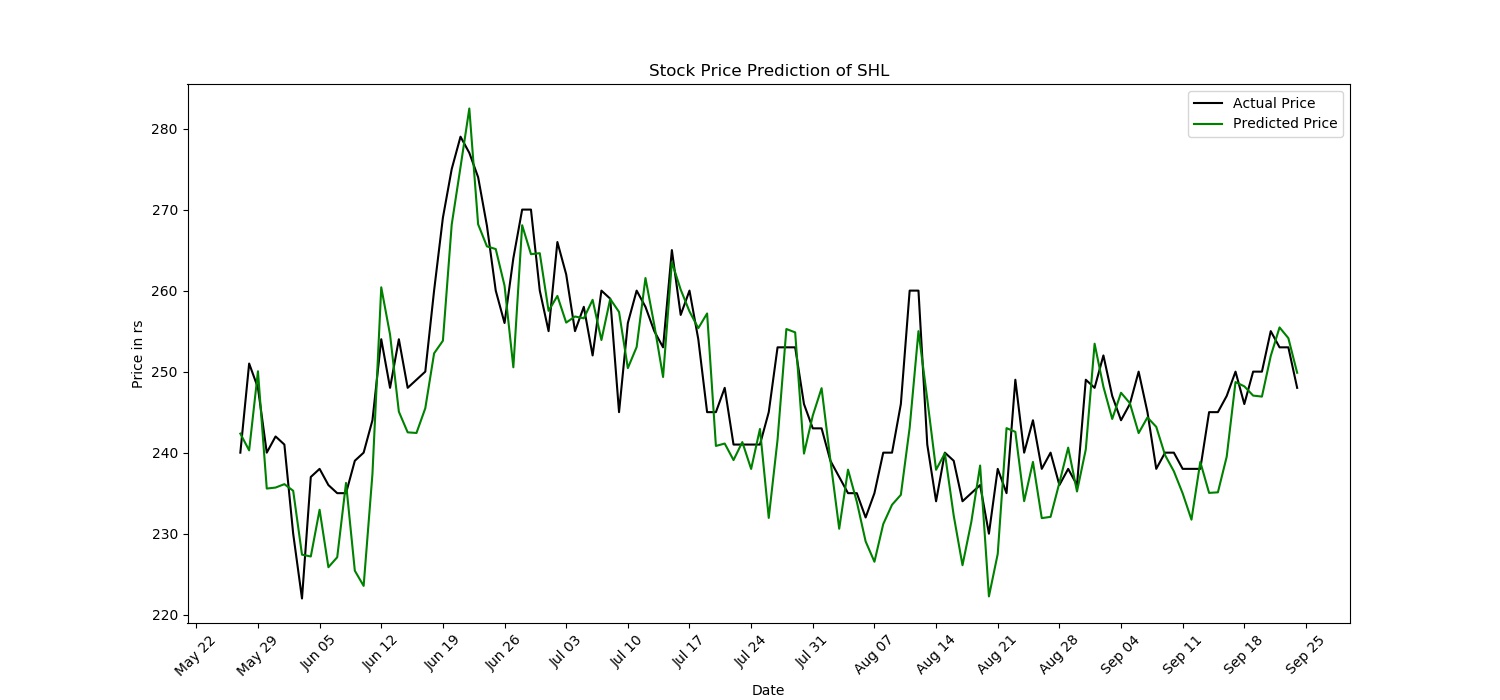 Stock Price Prediction of SHL
Actual Price
Predicted Price
280
270
260
250
240
230
220
Price in rs
May 22
May 29
Jun 05
Jun 12
Jun 19
Jun 26
Jul 03
Jul 10
Jul 17
Jul 24
Jul 31
Aug 07
Aug 14
Aug 21
Aug 28
Sep 04
Sep 11
Sep 18
Sep 25
Date